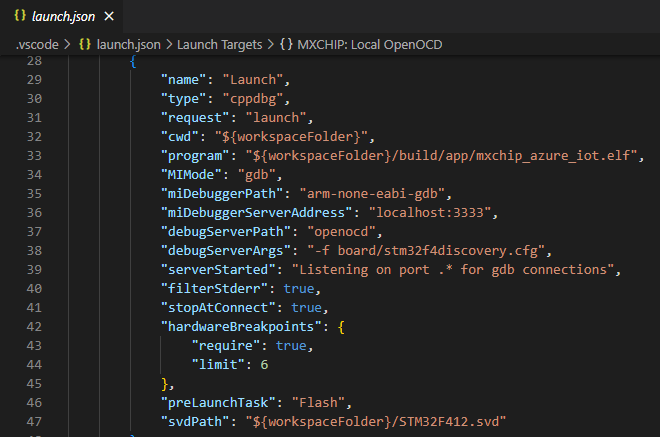 launch.json
.vscode > launch.json > Launch Targets > MXCHIP: Local OpenOCD
28 {
29 "name": "Launch",
30 "type": "cppdbg",
31 "request": "launch",
32 "cwd": "${workspaceFolder}",
33 "program": "${workspaceFolder}/build/app/mxchip_azure_iot.elf",
34 "MIMode": "gdb",
35 "miDebuggerPath": "arm-none-eabi-gdb",
36 "miDebuggerServerAddress": "localhost:3333",
37 "debugServerPath": "openocd",
38 "debugServerArgs": "-f board/stm32f4discovery.cfg",
39 "serverStarted": "Listening on port .* for gdb connections",
40 "filterStderr": true,
41 "stopAtConnect": true,
42 "hardwareBreakpoints": {
43 "require": true,
44 "limit": 6
45 },
46 "preLaunchTask": "Flash",
47 "svdPath": "${workspaceFolder}/STM32F412.svd"